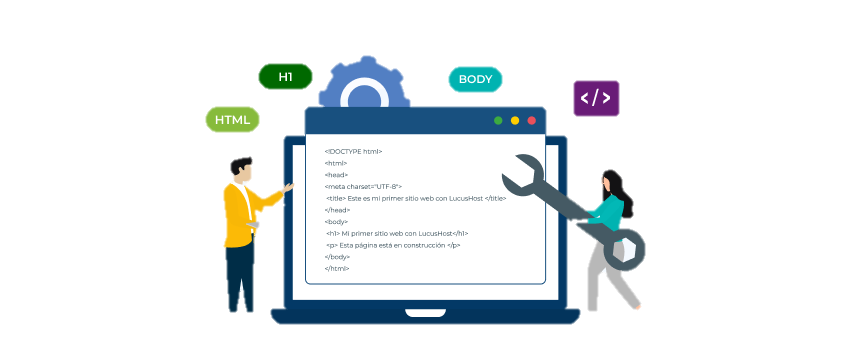 H1
BODY
</>
HTML
<!DOCTYPE html>
<html>
<head>
<meta charset="UTF-8">
<title> Este es mi primer sitio web con LucusHost </title>
</head>
<body>
<h1> Mi primer sitio web con LucusHost</h1>
<p> Esta página está en construcción </p>
</body>
</html>